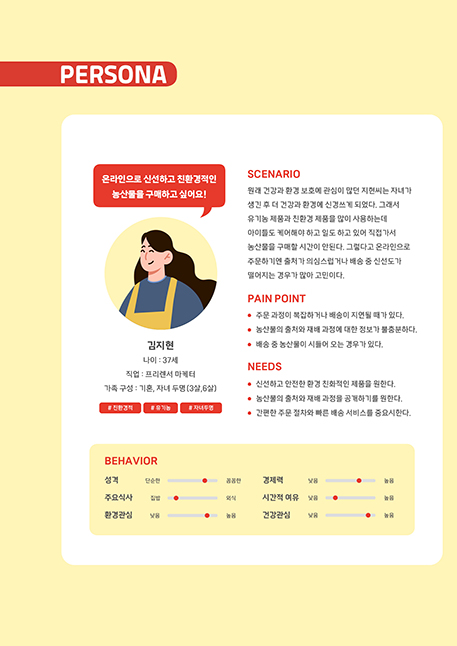 PERSONA
온라인으로 신선하고 친환경적인
농산물을 구매하고 싶어요!
김지현
나이 : 37세
직업 : 프리랜서 마케터
가족 구성 : 기혼, 자녀 두명(3살,6살)
# 친환경적 # 유기농 # 자녀두명
SCENARIO
원래 건강과 환경 보호에 관심이 많던 지현씨는 자녀가
생긴 후 더 건강과 환경에 신경쓰게 되었다. 그래서
유기농 제품과 친환경 제품을 많이 사용하는데
아이들도 케어해야 하고 일도 하고 있어 직접가서
농산물을 구매할 시간이 안된다. 그렇다고 온라인으로
주문하기엔 출처가 의심스럽거나 배송 중 신선도가
떨어지는 경우가 많아 고민이다.
PAIN POINT
주문 과정이 복잡하거나 배송이 지연될 때가 있다.
농산물의 출처와 재배 과정에 대한 정보가 불충분하다.
배송 중 농산물이 시들어 오는 경우가 있다.
NEEDS
신선하고 안전한 환경 친화적인 제품을 원한다.
농산물의 출처와 재배 과정을 공개하기를 원한다.
간편한 주문 절차와 빠른 배송 서비스를 중요시한다.
BEHAVIOR
성격 단순한 꼼꼼한
주요식사 집밥 외식
환경관심 낮음 높음
경제력 낮음 높음
시간적 여유 낮음 높음
건강관심 낮음 높음